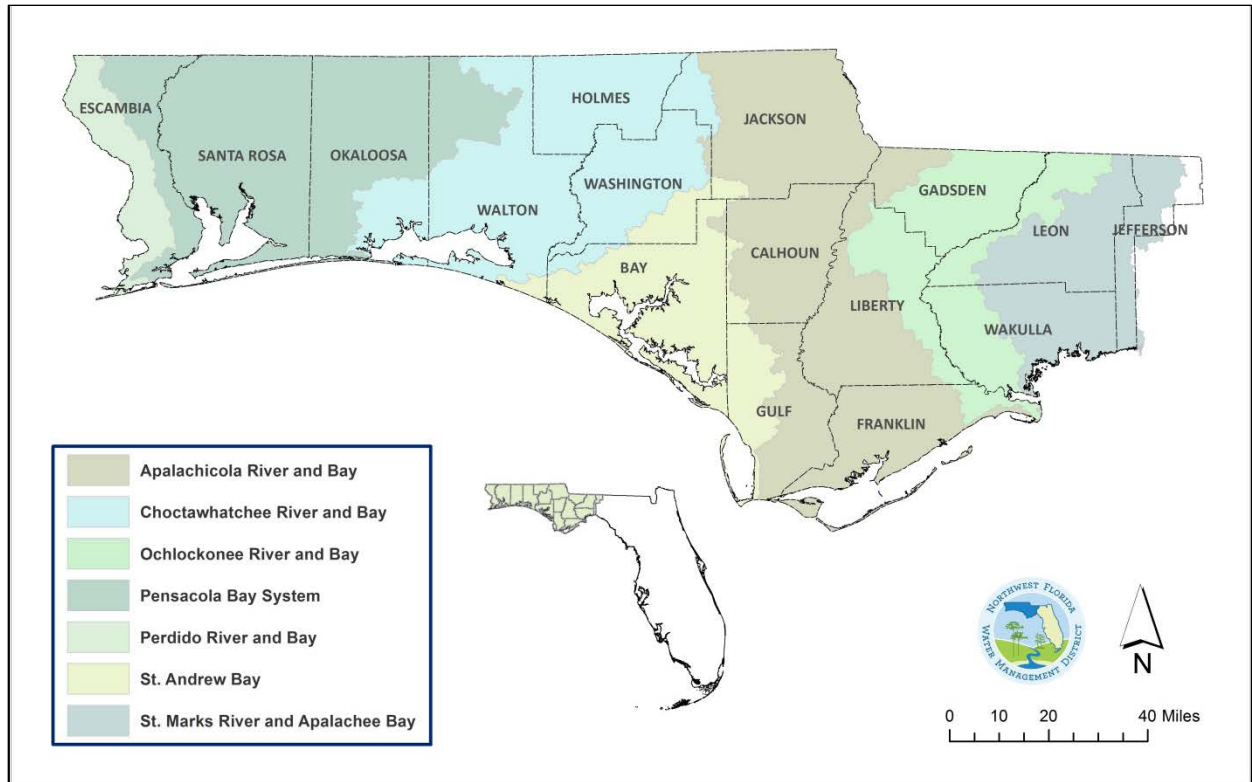 ESCAMBIA
SANTA ROSA
OKALOOSA
WALTON
HOLMES
WASHINGTON
JACKSON
BAY
CALHOUN
GULF
LIBERTY
FRANKLIN
GADSDEN
LEON
WAKULLA
JEFFERSON
Apalachicola River and Bay
Choctawhatchee River and Bay
Ochlockonee River and Bay
Pensacola Bay System
Perdido River and Bay
St. Andrew Bay
St. Marks River and Apalachee Bay
NORTHWEST FLORIDA
WATER MANAGEMENT DISTRICT
N
0 10 20 40 Miles